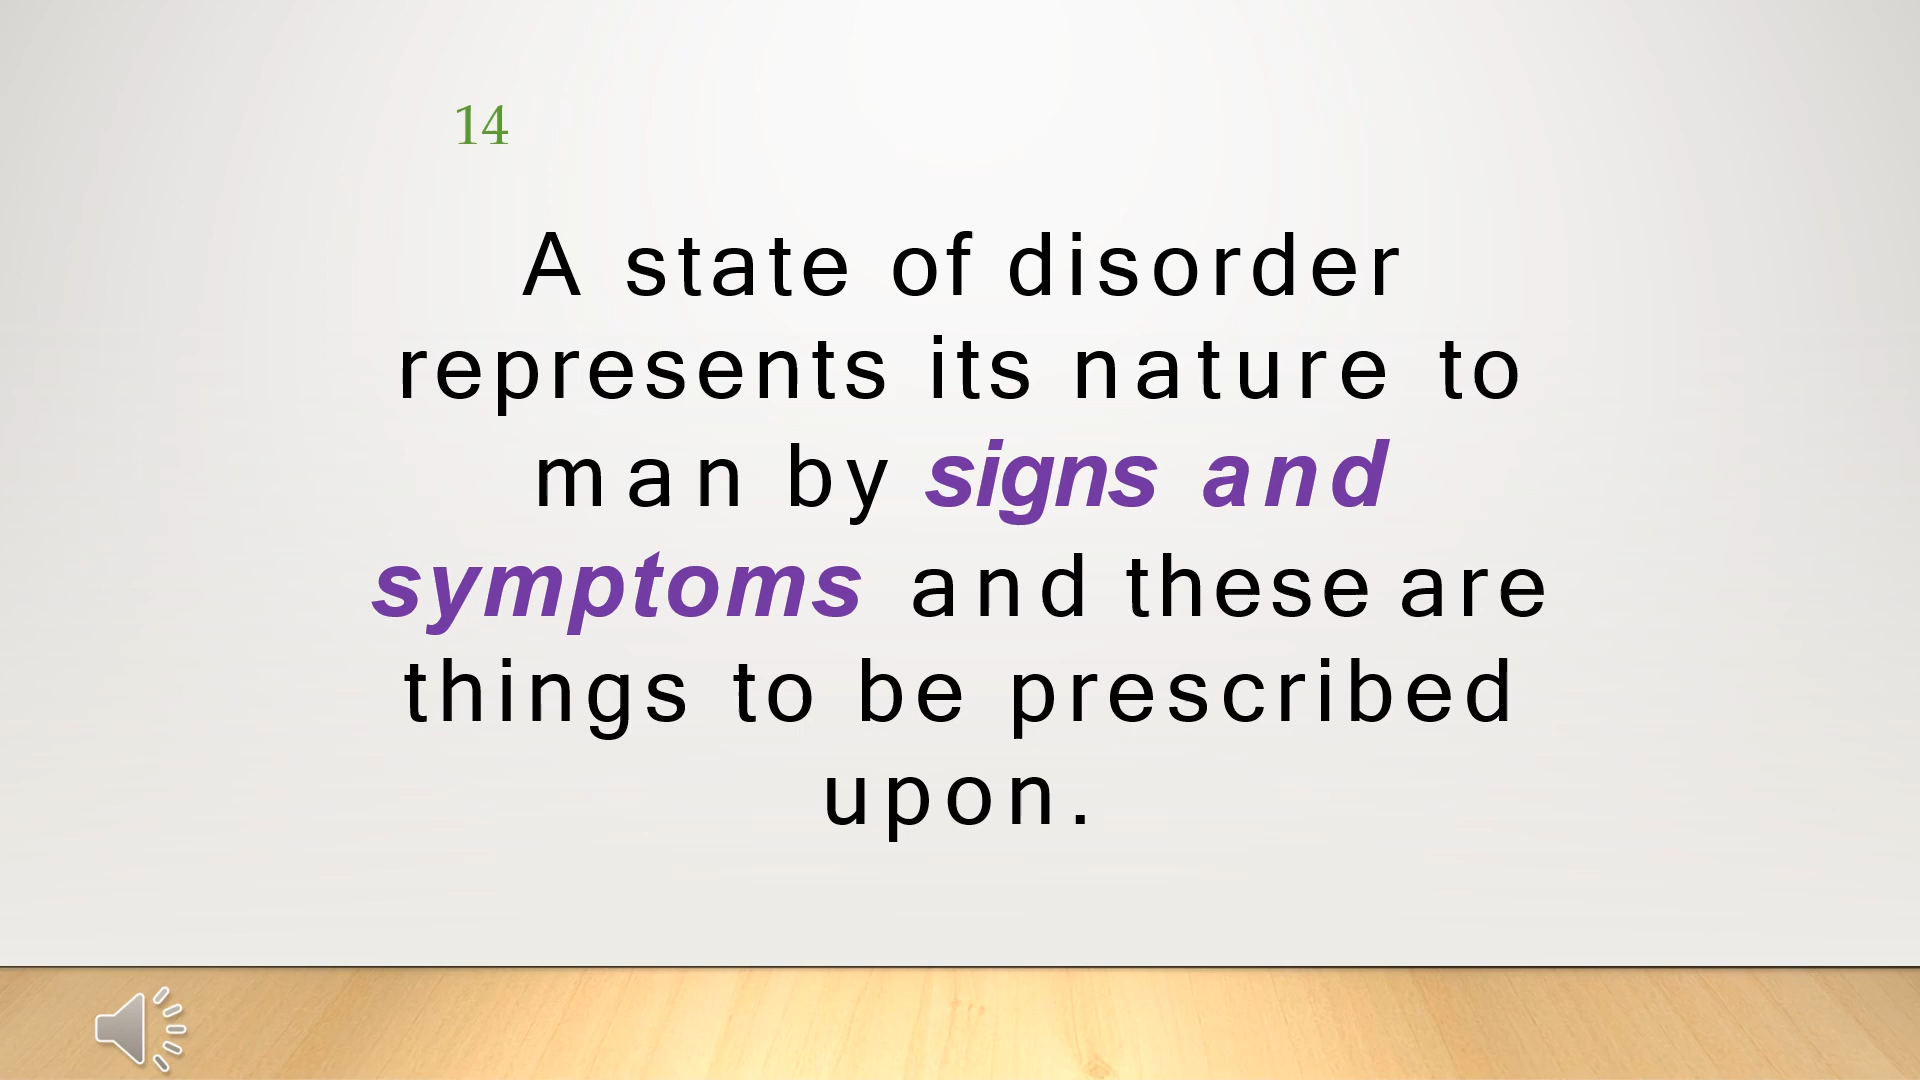 14
A state of disorder
represents its nature to
man by signs and
symptoms and these are
things to be prescribed
upon.